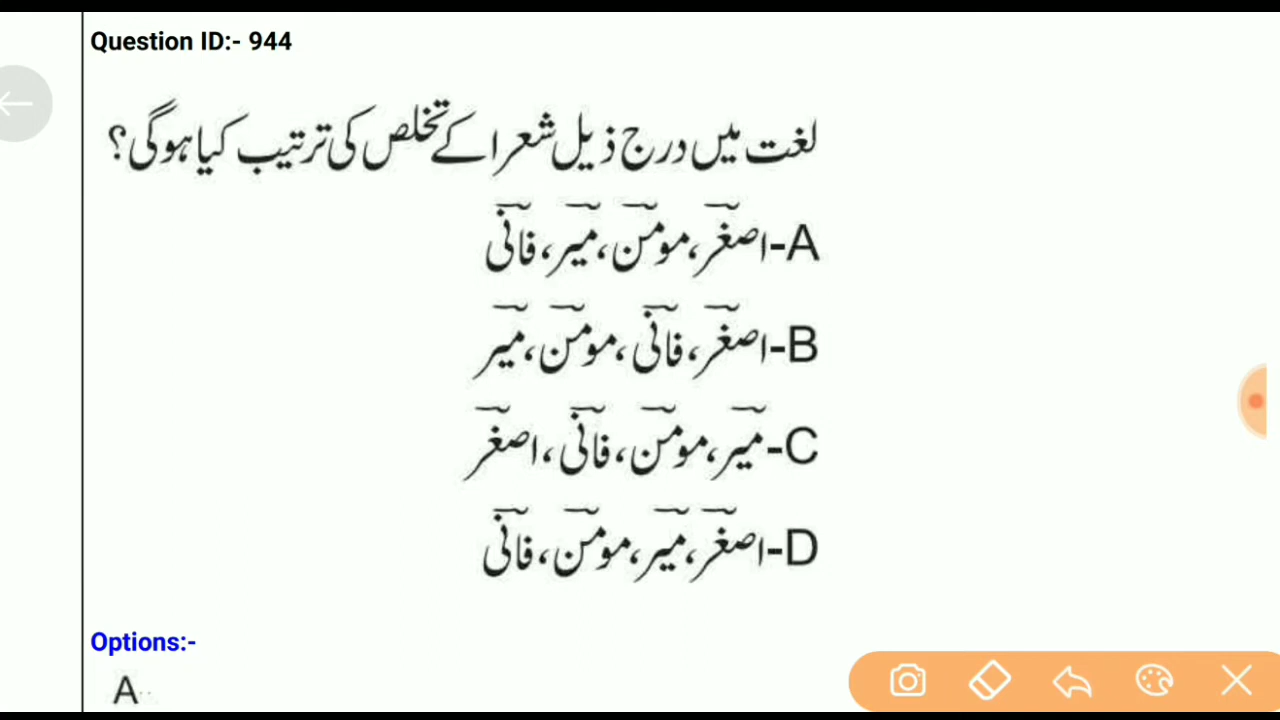 Question ID:- 944
لغت میں درج ذیل شعرا کے تخلص کی ترتیب کیا ہوگی؟
A-اصغر، مومن، میر، فانی
B-اصغر، فانی، مومن، میر
C-میر، مومن، فانی، اصغر
D-اصغر، میر، مومن، فانی
Options:-
A